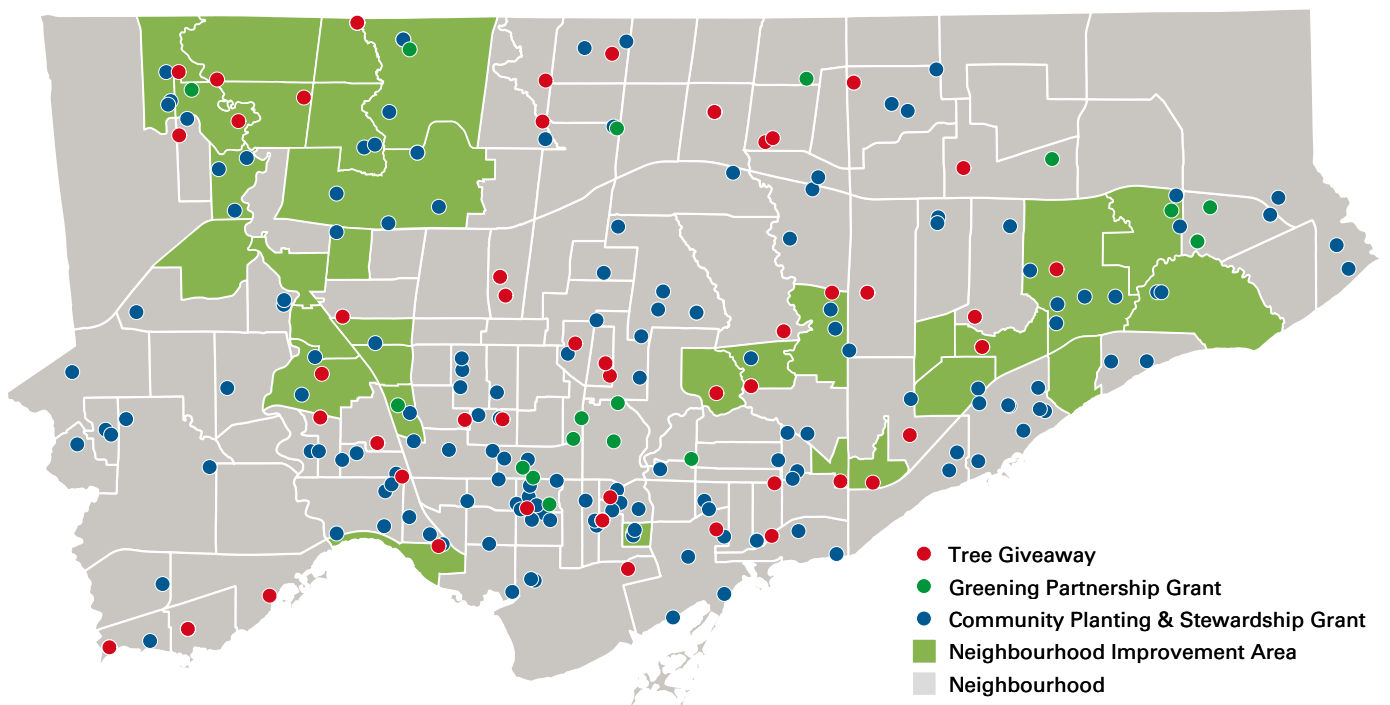 Tree Giveaway
Greening Partnership Grant
Community Planting & Stewardship Grant
Neighbourhood Improvement Area
Neighbourhood